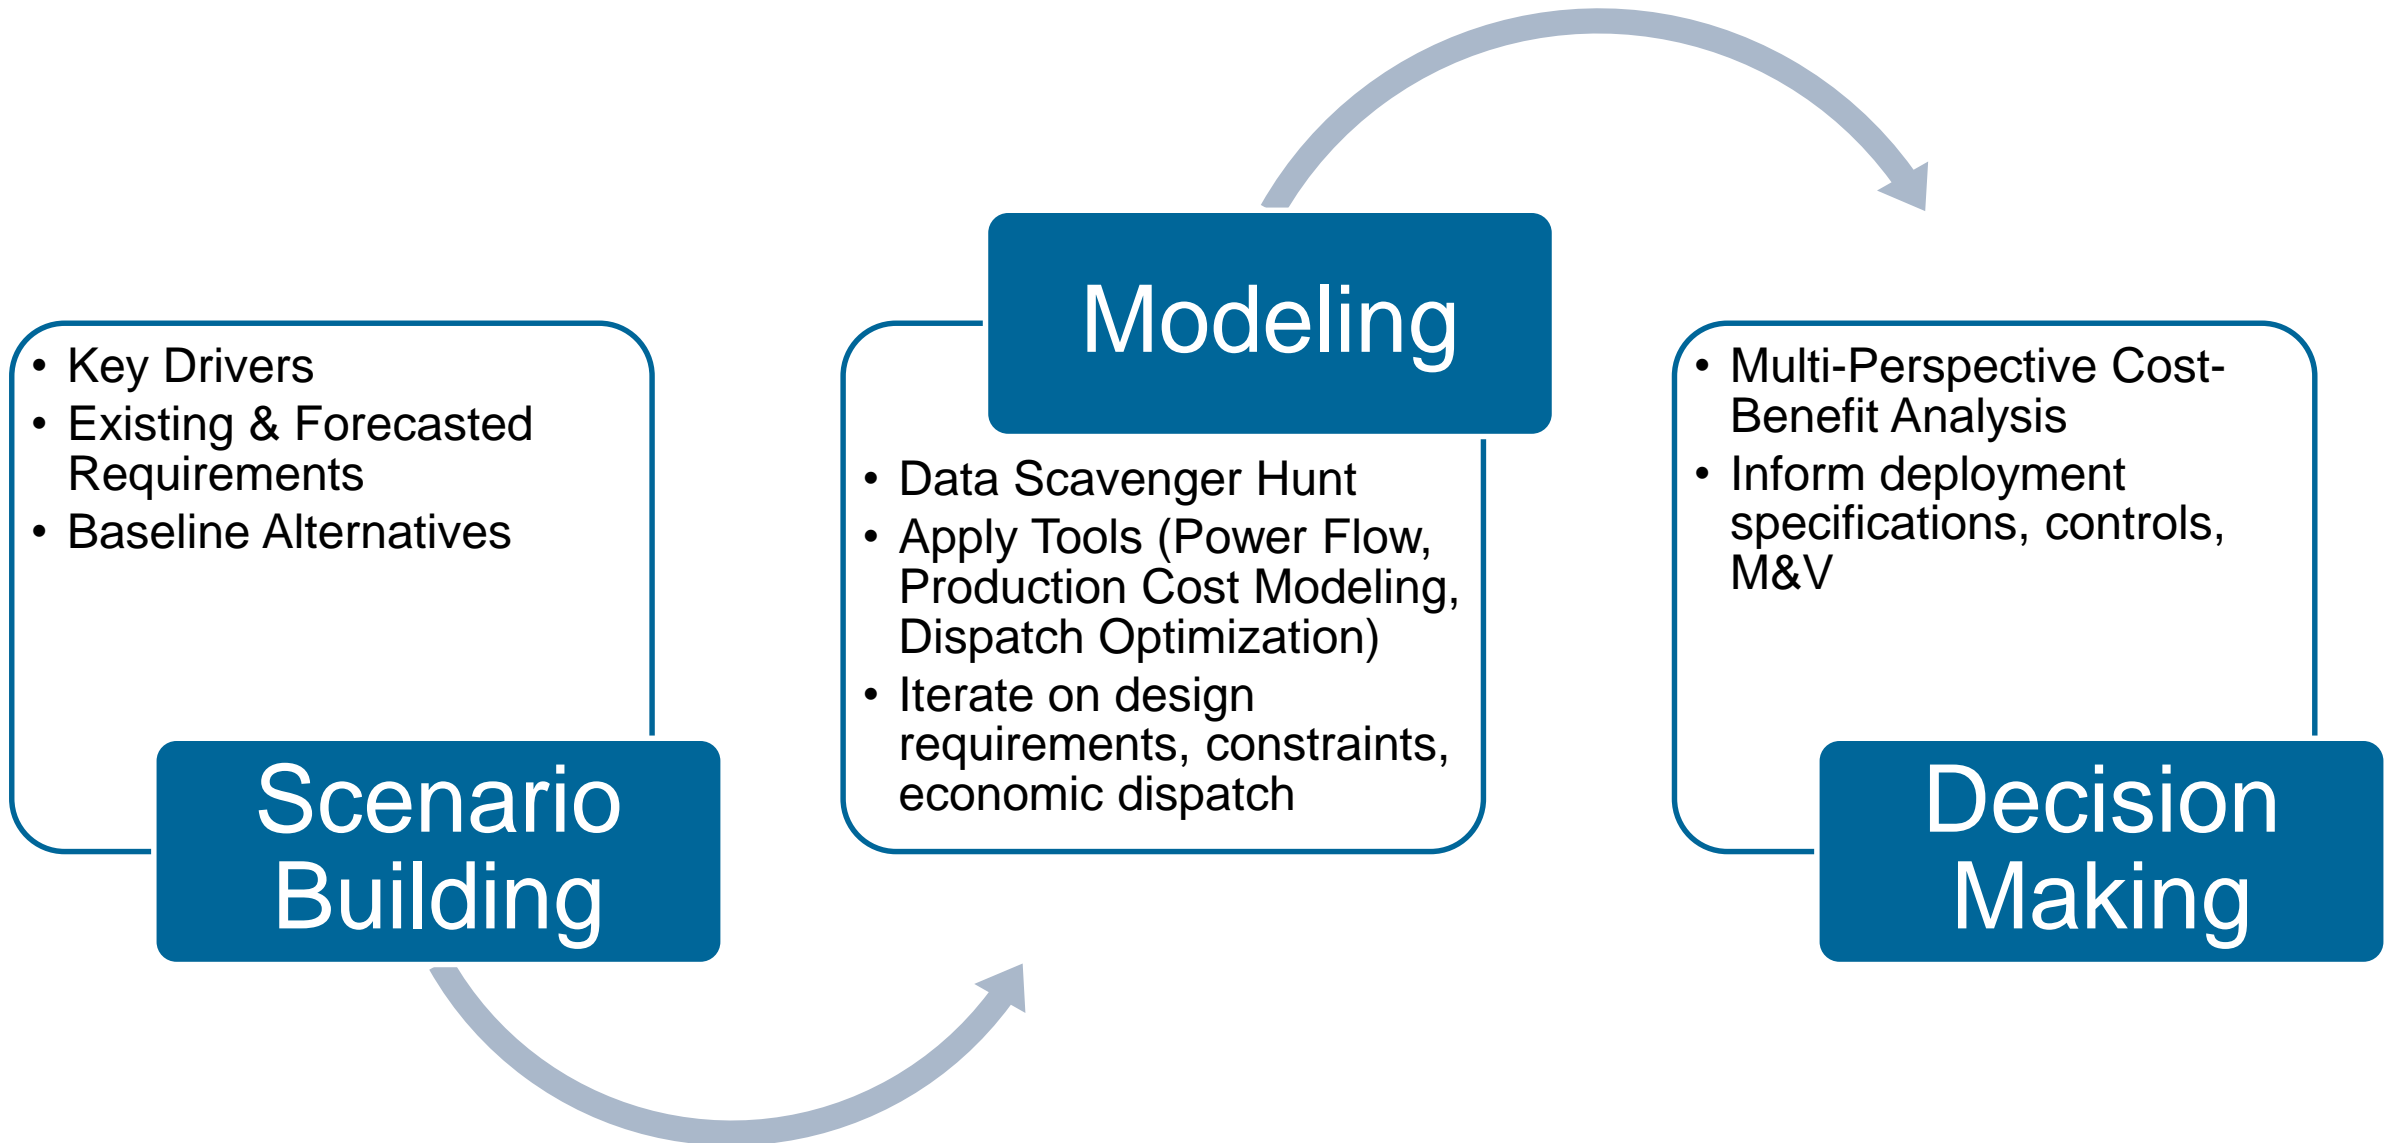 • Key Drivers
• Existing & Forecasted
Requirements
• Baseline Alternatives
Scenario
Building
Modeling
• Data Scavenger Hunt
• Apply Tools (Power Flow,
Production Cost Modeling,
Dispatch Optimization)
• Iterate on design
requirements, constraints,
economic dispatch
• Multi-Perspective Cost-
Benefit Analysis
• Inform deployment
specifications, controls,
M&V
Decision
Making